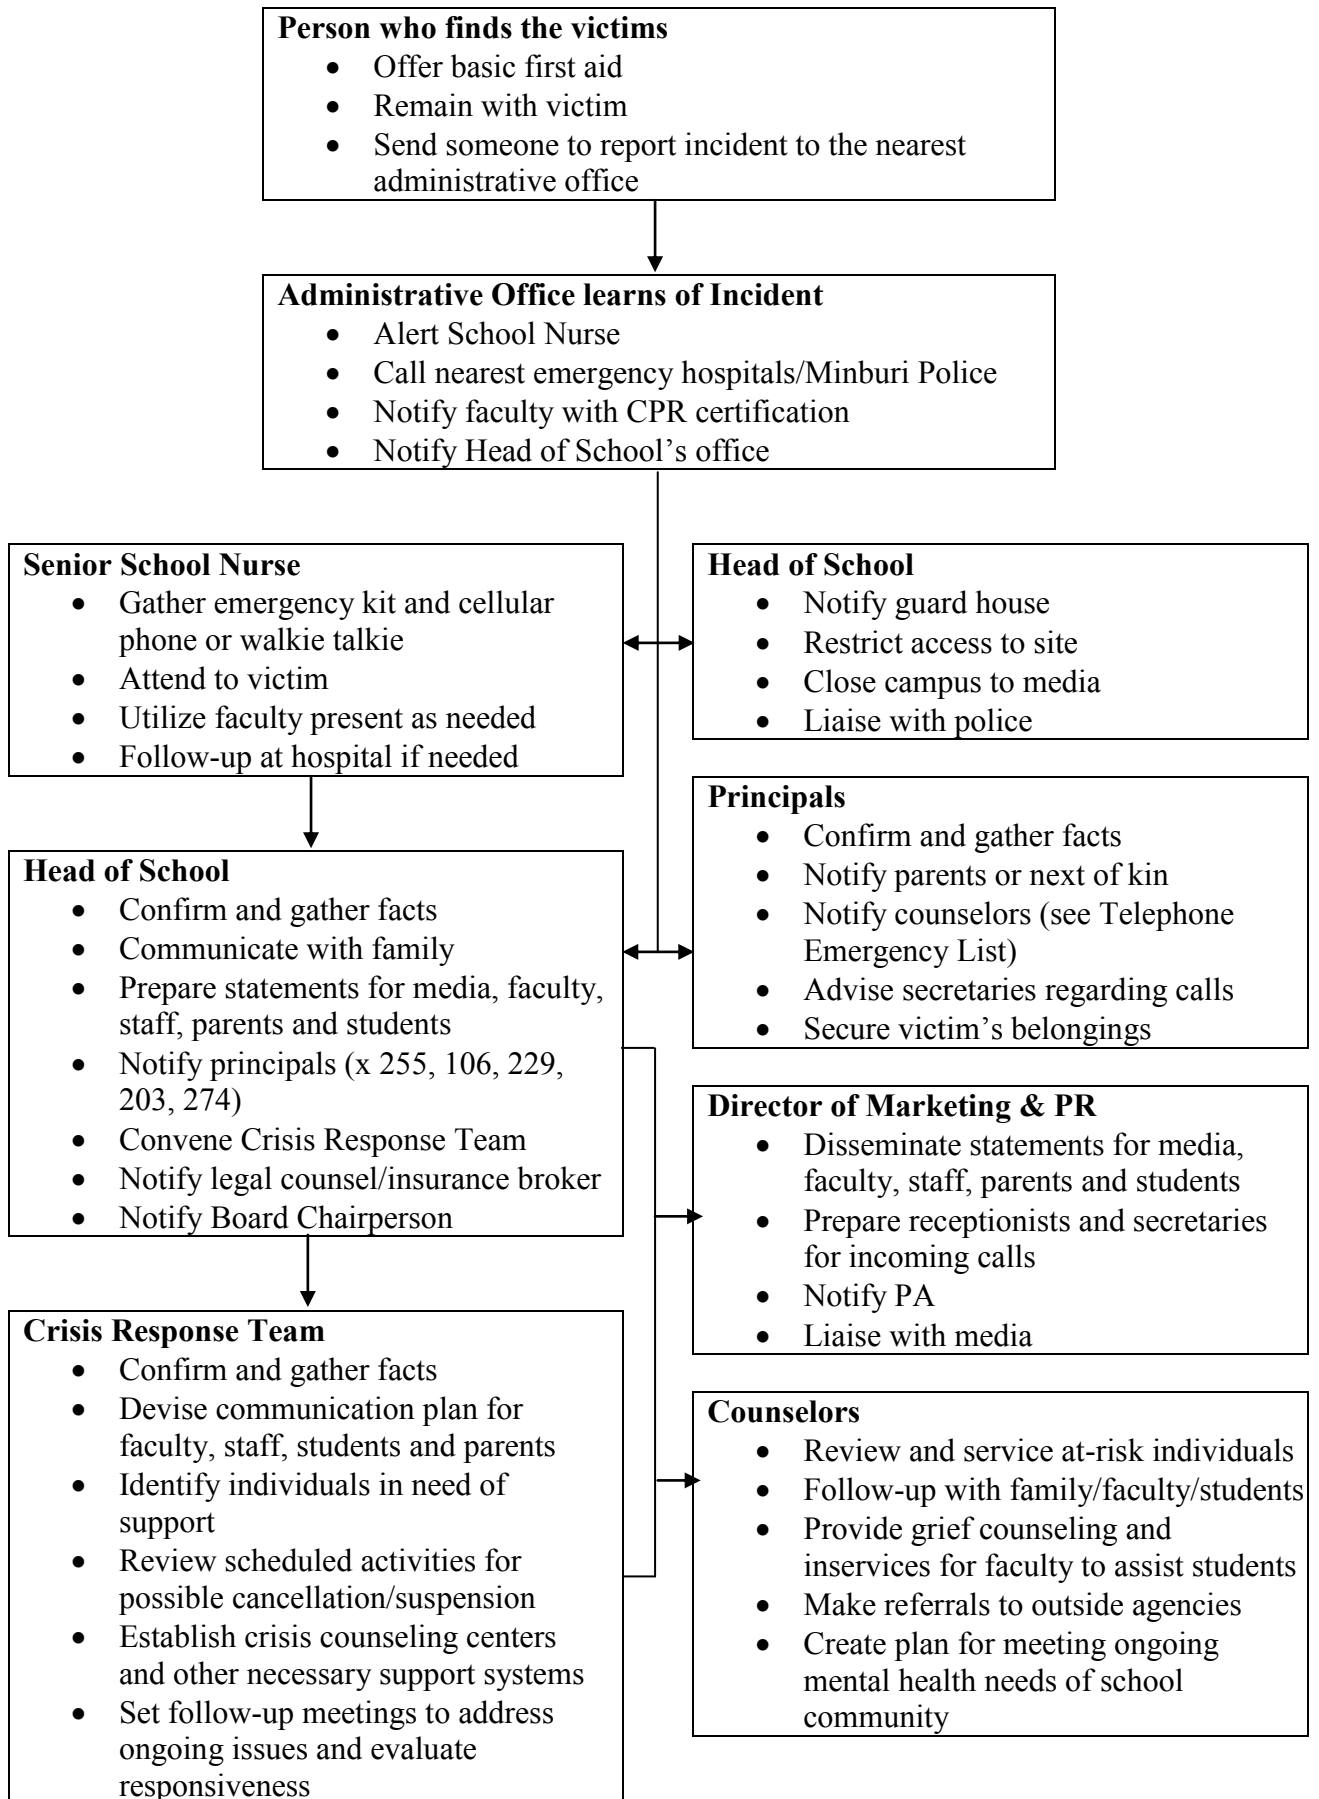 Person who finds the victims
• Offer basic first aid
• Remain with victim
• Send someone to report incident to the nearest
administrative office
Administrative Office learns of Incident
• Alert School Nurse
• Call nearest emergency hospitals/Minburi Police
• Notify faculty with CPR certification
• Notify Head of School’s office
Senior School Nurse
• Gather emergency kit and cellular
phone or walkie talkie
• Attend to victim
• Utilize faculty present as needed
• Follow-up at hospital if needed
Head of School
• Notify guard house
• Restrict access to site
• Close campus to media
• Liaise with police
Principals
• Confirm and gather facts
• Notify parents or next of kin
• Notify counselors (see Telephone
Emergency List)
• Advise secretaries regarding calls
• Secure victim’s belongings
Head of School
• Confirm and gather facts
• Communicate with family
• Prepare statements for media, faculty,
staff, parents and students
• Notify principals (x 255, 106, 229,
203, 274)
• Convene Crisis Response Team
• Notify legal counsel/insurance broker
• Notify Board Chairperson
Director of Marketing & PR
• Disseminate statements for media,
faculty, staff, parents and students
• Prepare receptionists and secretaries
for incoming calls
• Notify PA
• Liaise with media
Crisis Response Team
• Confirm and gather facts
• Devise communication plan for
faculty, staff, students and parents
• Identify individuals in need of
support
• Review scheduled activities for
possible cancellation/suspension
• Establish crisis counseling centers
and other necessary support systems
• Set follow-up meetings to address
ongoing issues and evaluate
responsiveness
Counselors
• Review and service at-risk individuals
• Follow-up with family/faculty/students
• Provide grief counseling and
inservices for faculty to assist students
• Make referrals to outside agencies
• Create plan for meeting ongoing
mental health needs of school
community